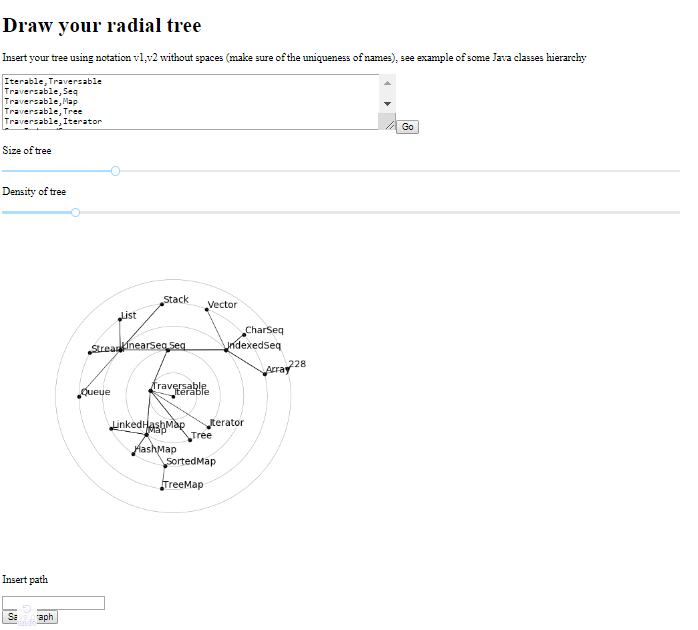 Draw your radial tree
Insert your tree using notation v1,v2 without spaces (make sure of the uniqueness of names), see example of some Java classes hierarchy
Iterable,Traversable
Traversable,Seq
Traversable,Map
Traversable,Tree
Traversable,Iterator
Go
Size of tree
Density of tree
Stack
Vector
List
CharSeq
Stream
LinearSeq
Seq
IndexedSeq
228
Array
Traversable
Iterable
Queue
LinkedHashMap
Map
Iterator
Tree
HashMap
SortedMap
TreeMap
Insert path